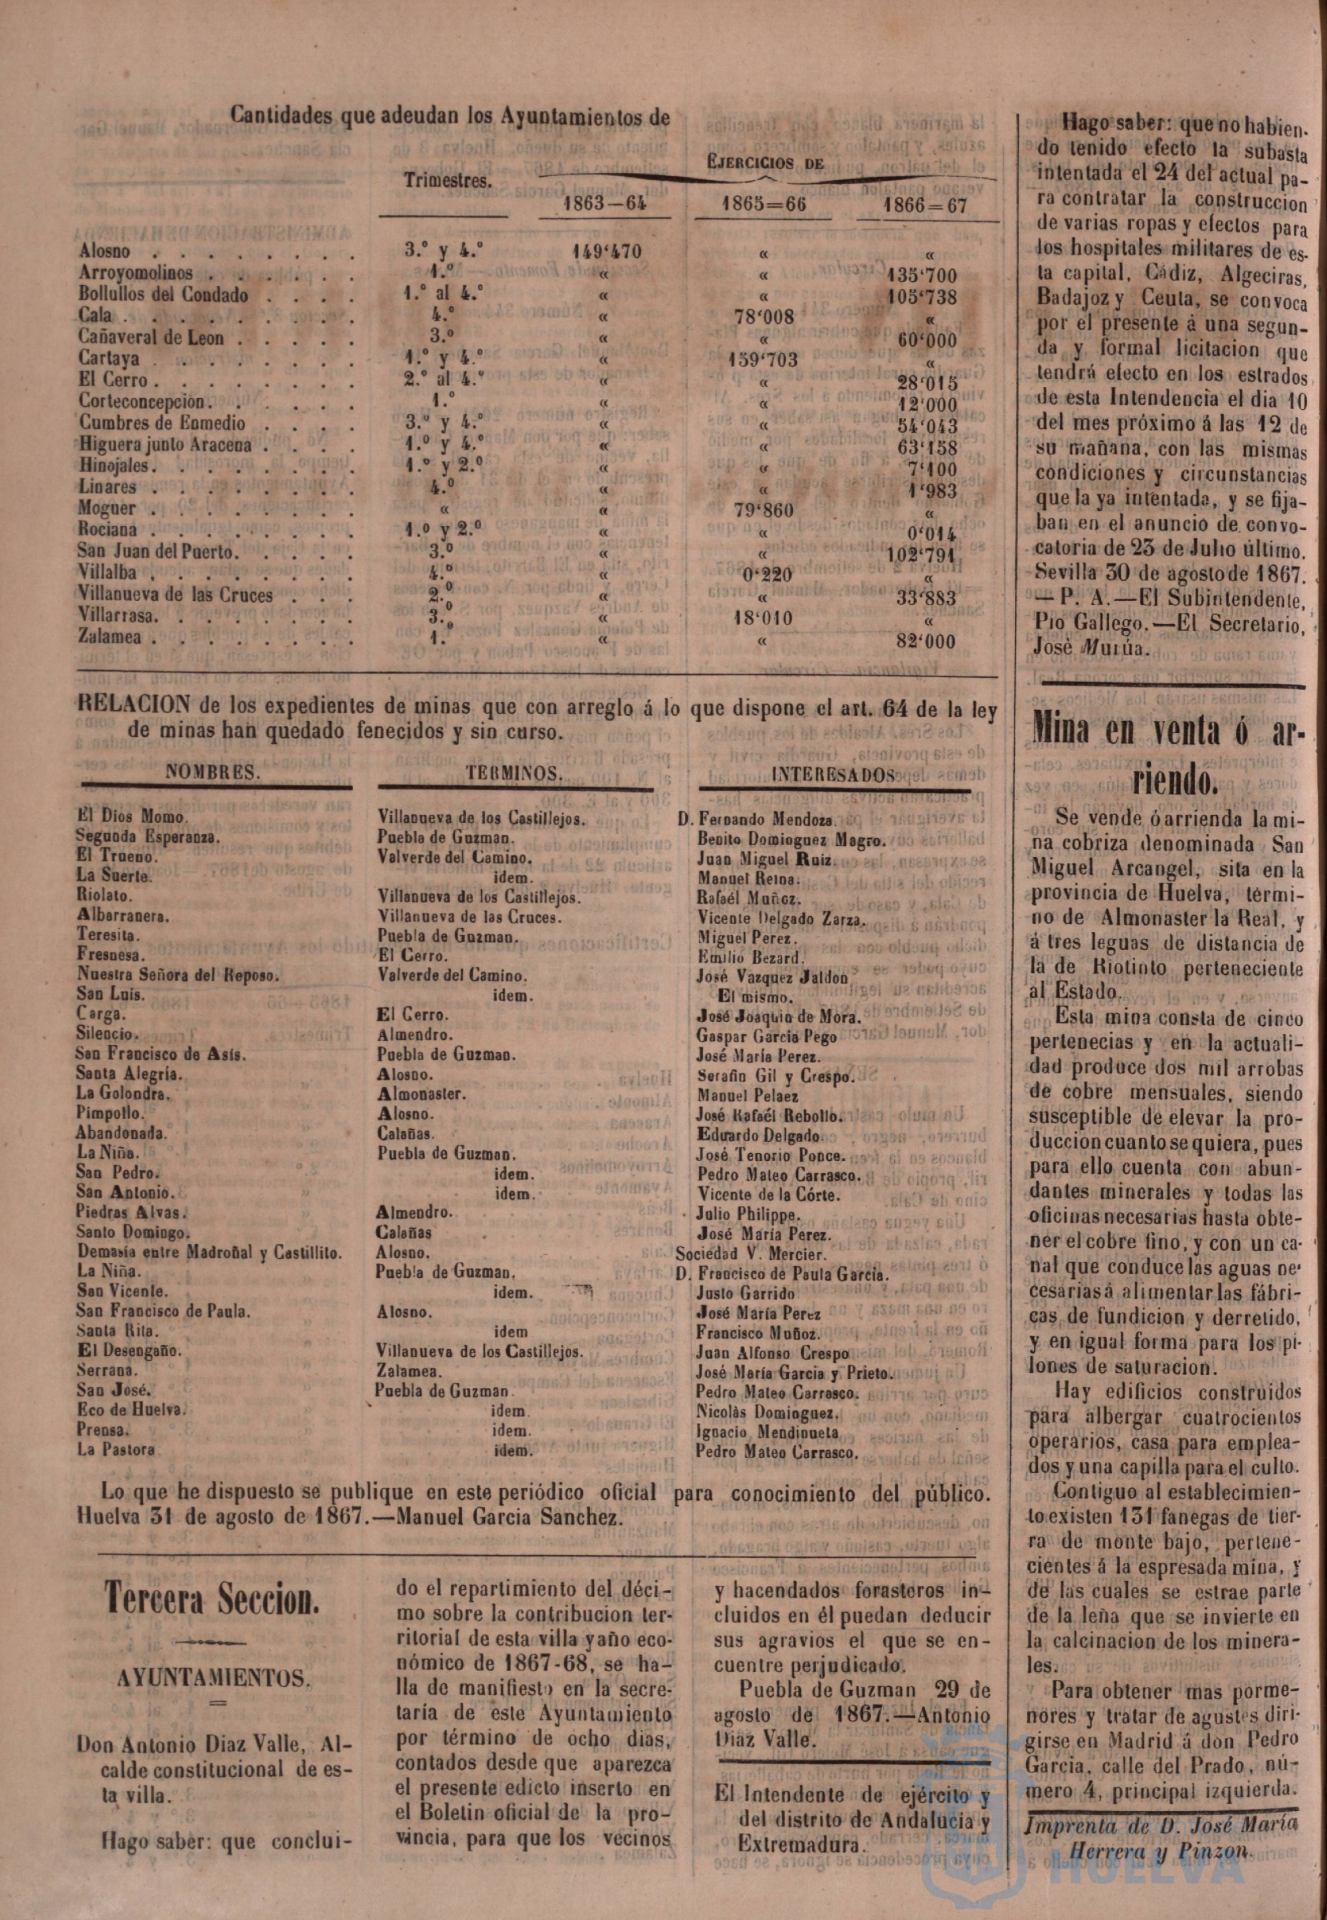 Cantidades que adeudan los Ayuntamientos de
EJERCICIOS DE
Trimestres. 1863—64 1865=66 1866=67
Alosno . . . . . . . 3.º y 4.º 149‘470 « «
Arroyomolinos . . . . . . 1.º « « 135‘700
Bollullos del Condado . . . . 1.º al 4.º « « 105‘738
Cala . . . . . . . . . 4.º « 78‘008 «
Cañaveral de Leon . . . . . 3.º « « 60‘000
Cartaya . . . . . . . . 1.º y 4.º « 159‘703 «
El Cerro . . . . . . . . 2.º al 4.º « « 28‘015
Corteconcepcion. . . . . . 1.º « « 12‘000
Cumbres de Enmedio . . . . 3.º y 4.º « « 54‘043
Higuera junto Aracena . . . . 1.º y 4.º « « 63‘158
Hinojales. . . . . . . . 1.º y 2.º « « 7‘100
Linares . . . . . . . . 4.º « « 1‘983
Moguer . . . . . . . . « « 79‘860 «
Rociana . . . . . . . . 1.º y 2.º « « 0‘014
San Juan del Puerto. . . . . 3.º « « 102‘791
Villalba . . . . . . . . 4.º « 0‘220 «
Villanueva de las Cruces . . . 2.º « « 33‘883
Villarrasa. . . . . . . . 3.º « 18‘010 «
Zalamea . . . . . . . . 1.º « « 82‘000
RELACION de los expedientes de minas que con arreglo á lo que dispone el art. 64 de la ley
de minas han quedado fenecidos y sin curso.
NOMBRES. TERMINOS. INTERESADOS
El Dios Momo. Villanueva de los Castillejos. D. Fernando Mendoza.
Segunda Esperanza. Puebla de Guzman. Benito Dominguez Magro.
El Trueno. Valverde del Camino. Juan Miguel Ruiz.
La Suerte. idem. Manuel Reina.
Riolato. Villanueva de los Castillejos. Rafaél Muñoz.
Albarranera. Villanueva de las Cruces. Vicente Delgado Zarza.
Teresita. Puebla de Guzman. Miguel Perez.
Fresnesa. El Cerro. Emilio Bezard.
Nuestra Señora del Reposo. Valverde del Camino. José Vazquez Jaldon
San Luis. idem. El mismo.
Carga. El Cerro. José Joaquin de Mora.
Silencio. Almendro. Gaspar Garcia Pego
San Francisco de Asís. Puebla de Guzman. José María Perez.
Santa Alegría. Alosno. Serafin Gil y Crespo.
La Golondra. Almonaster. Manuel Pelaez
Pimpollo. Alosno. José Rafaél Rebollo.
Abandonada. Calañas. Eduardo Delgado.
La Niña. Puebla de Guzman. José Tenorio Ponce.
San Pedro. idem. Pedro Mateo Carrasco.
San Antonio. idem. Vicente de la Córte.
Piedras Alvas. Almendro. Julio Philippe.
Santo Domingo. Calañas José María Perez.
Demasia entre Madroñal y Castillito. Alosno. Sociedad V. Mercier.
La Niña. Puebla de Guzman. D. Francisco de Paula Garcia.
San Vicente. idem. Justo Garrido
San Francisco de Paula. Alosno. José María Perez
Santa Rita. idem Francisco Muñoz.
El Desengaño. Villanueva de los Castillejos. Juan Alfonso Crespo
Serrana. Zalamea. José María Garcia y Prieto.
San José. Puebla de Guzman. Pedro Mateo Carrasco.
Eco de Huelva. idem. Nicolàs Dominguez.
Prensa. idem. Ignacio Mendinueta
La Pastora idem. Pedro Mateo Carrasco.
Lo que he dispuesto se publique en este periódico oficial para conocimiento del público.
Huelva 31 de agosto de 1867.—Manuel Garcia Sanchez.
Tercera Seccion.
AYUNTAMIENTOS.
Don Antonio Diaz Valle, Al-
calde constitucional de es-
ta villa.
Hago saber: que conclui-
do el repartimiento del déci-
mo sobre la contribucion ter-
ritorial de esta villa y año eco-
nómico de 1867-68, se ha-
lla de manifiesto en la secre-
taría de este Ayuntamiento
por término de ocho dias,
contados desde que aparezca
el presente edicto inserto en
el Boletin oficial de la pro-
vincia, para que los vecinos
y hacendados forasteros in-
cluidos en él puedan deducir
sus agravios el que se en-
cuentre perjudicado.
Puebla de Guzman 29 de
agosto de 1867.—Antonio
Diaz Valle.
El Intendente de ejército y
del distrito de Andalucia y
Extremadura.
Hago saber: que no habien-
do tenido efecto la subasta
intentada el 24 del actual pa-
ra contratar la construccion
de varias ropas y efectos para
los hospitales militares de es-
ta capital, Cádiz, Algeciras,
Badajoz y Ceuta, se convoca
por el presente á una segun-
da y formal licitacion que
tendrá efecto en los estrados
de esta Intendencia el dia 10
del mes próximo á las 12 de
su mañana, con las mismas
condiciones y circunstancias
que la ya intentada, y se fija-
ban en el anuncio de convo-
catoria de 23 de Julio último.
Sevilla 30 de agosto de 1867.
— P. A.—El Subintendente,
Pio Gallego.—El Secretario,
José Murúa.
Mina en venta ó ar-
riendo.
Se vende ó arrienda la mi-
na cobriza denominada San
Miguel Arcangel, sita en la
provincia de Huelva, térmi-
no de Almonaster la Real, y
á tres leguas de distancia de
la de Riotinto perteneciente
al Estado.
Esta mina consta de cinco
pertenecias y en la actuali-
dad produce dos mil arrobas
de cobre mensuales, siendo
susceptible de elevar la pro-
duccion cuanto se quiera, pues
para ello cuenta con abun-
dantes minerales y todas las
oficinas necesarias hasta obte-
ner el cobre fino, y con un ca-
nal que conduce las aguas ne-
cesarias á alimentar las fábri-
cas de fundicion y derretido,
y en igual forma para los pi-
lones de saturacion.
Hay edificios construidos
para albergar cuatrocientos
operarios, casa para emplea-
dos y una capilla para el culto.
Contiguo al establecimien-
to existen 131 fanegas de tier-
ra de monte bajo, pertene-
cientes á la espresada mina, y
de las cuales se estrae parte
de la leña que se invierte en
la calcinacion de los minera-
les.
Para obtener mas porme-
nores y tratar de agustes diri-
girse en Madrid á don Pedro
Garcia, calle del Prado, nú-
mero 4, principal izquierda.
Imprenta de D. José María
Herrera y Pinzon.
HUELVA